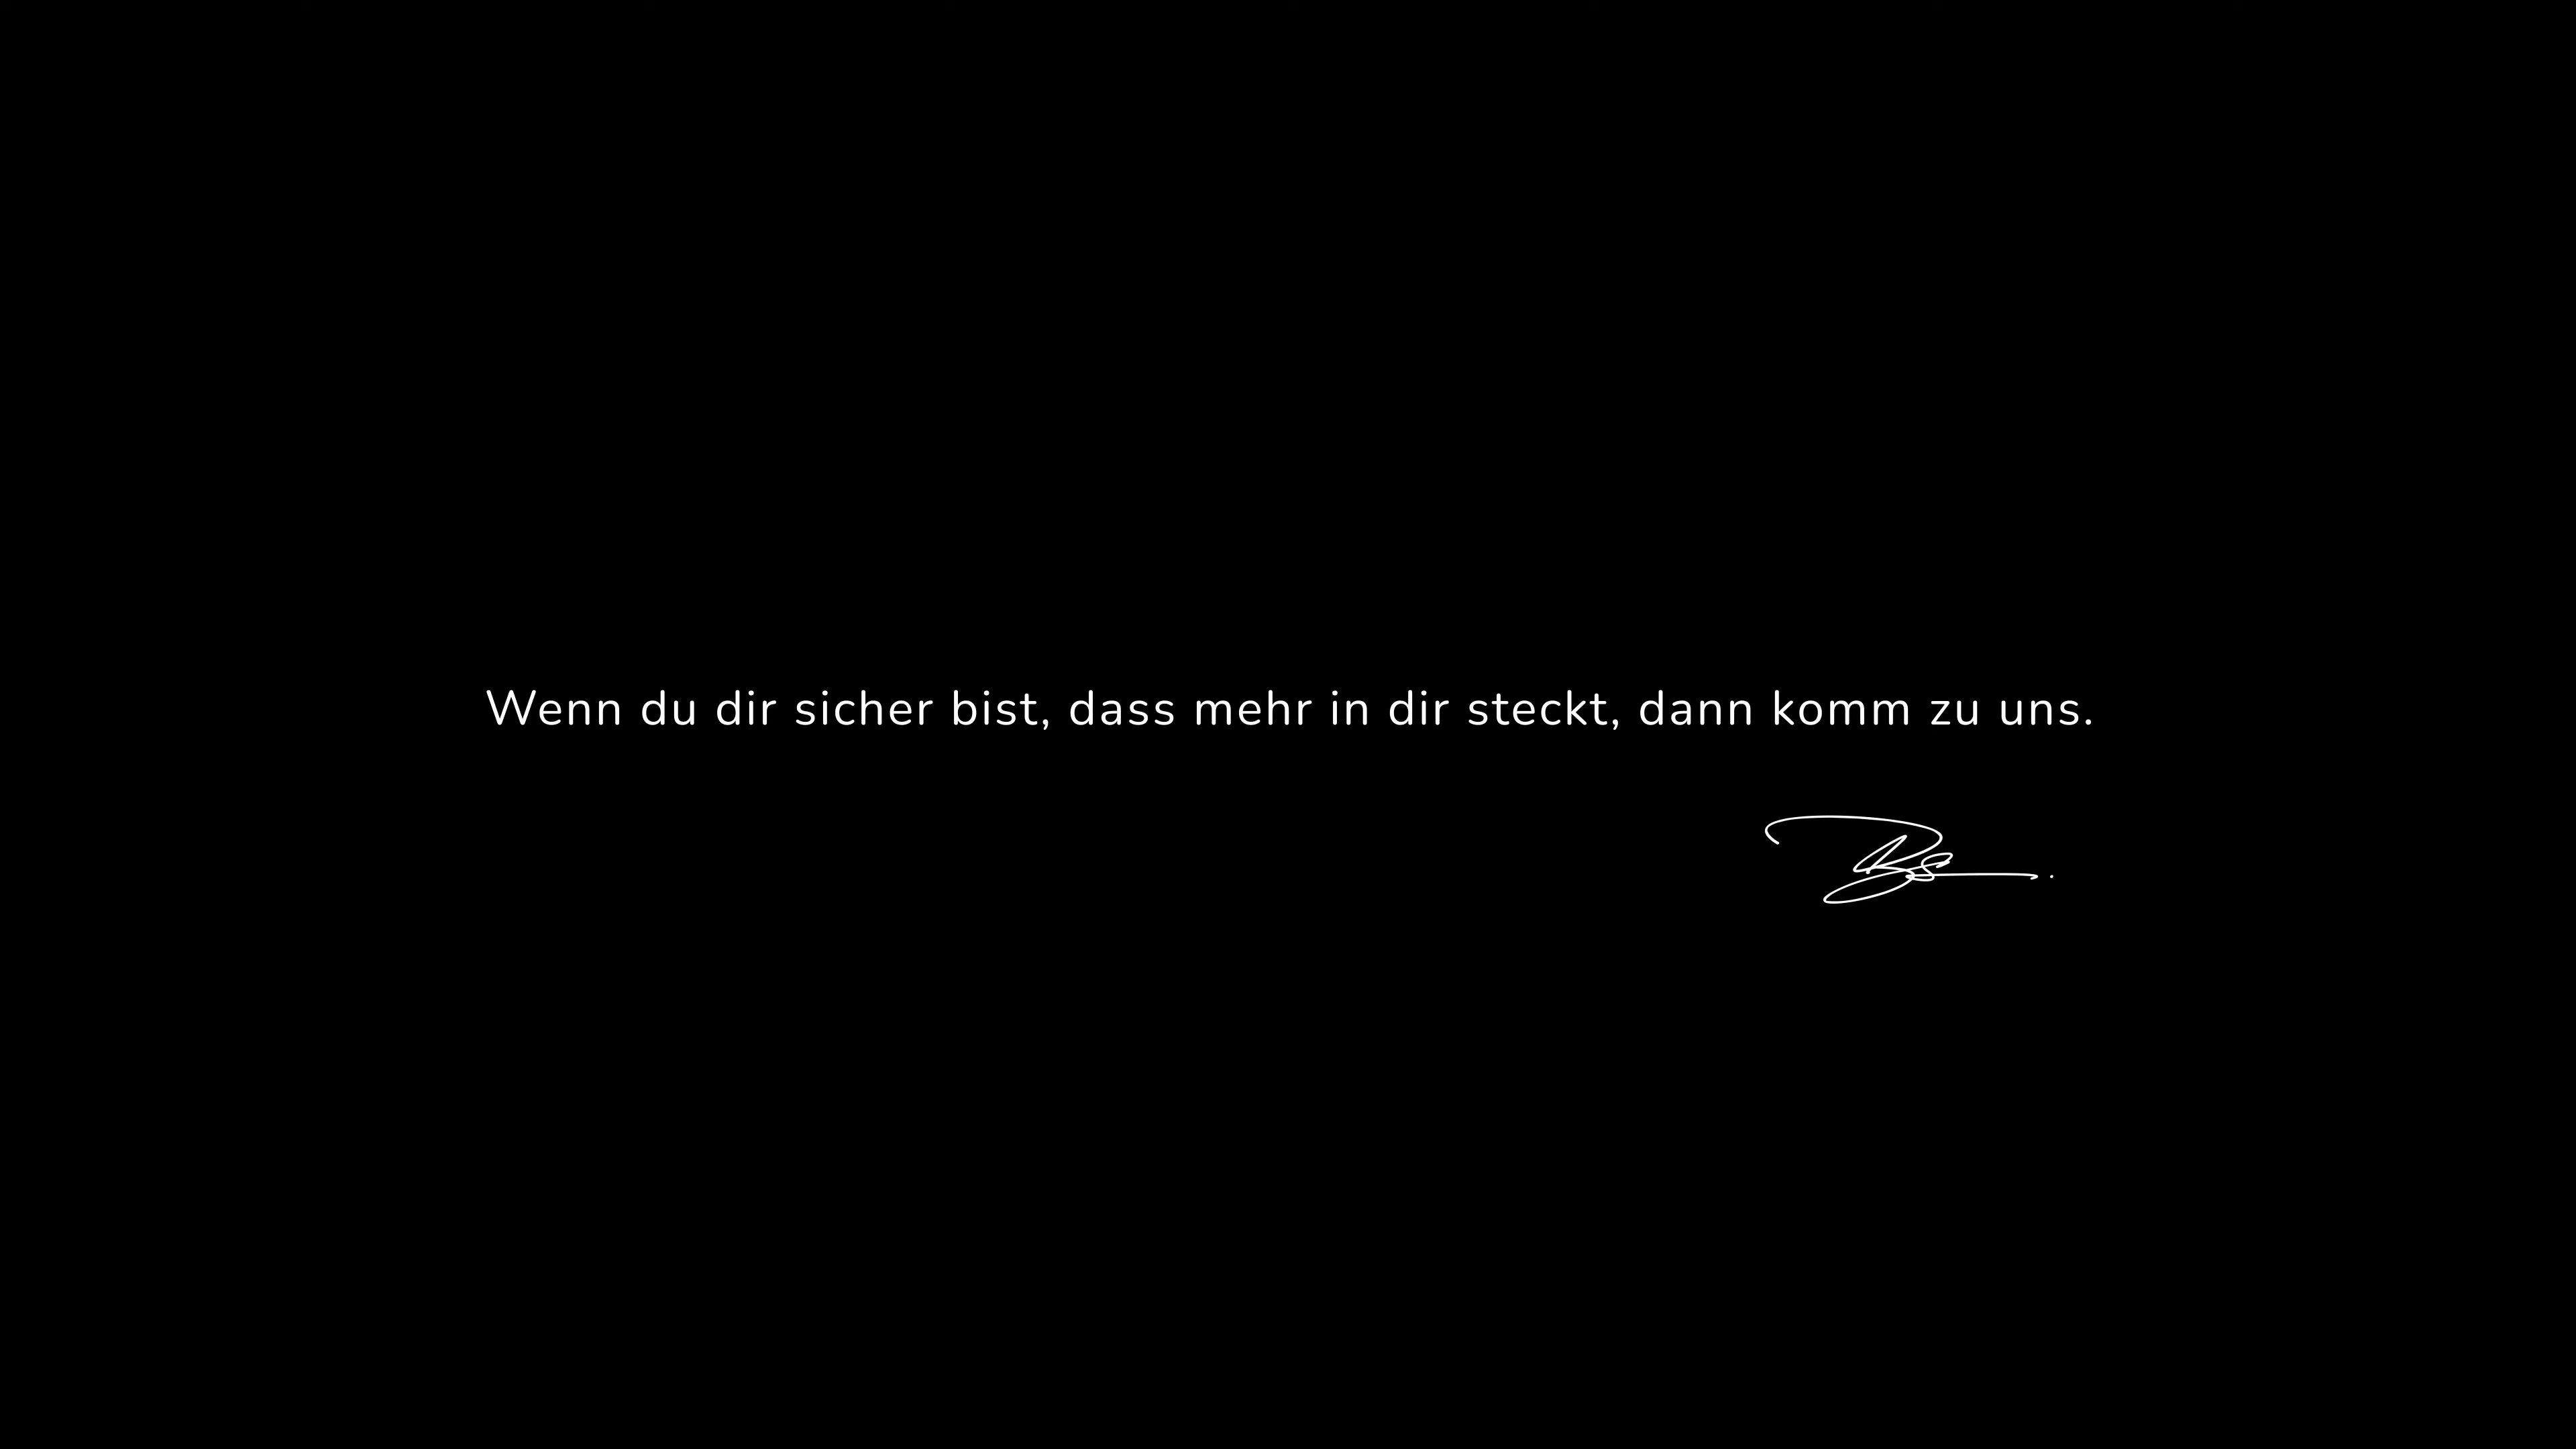 Wenn du dir sicher bist, dass mehr in dir steckt, dann komm zu uns.